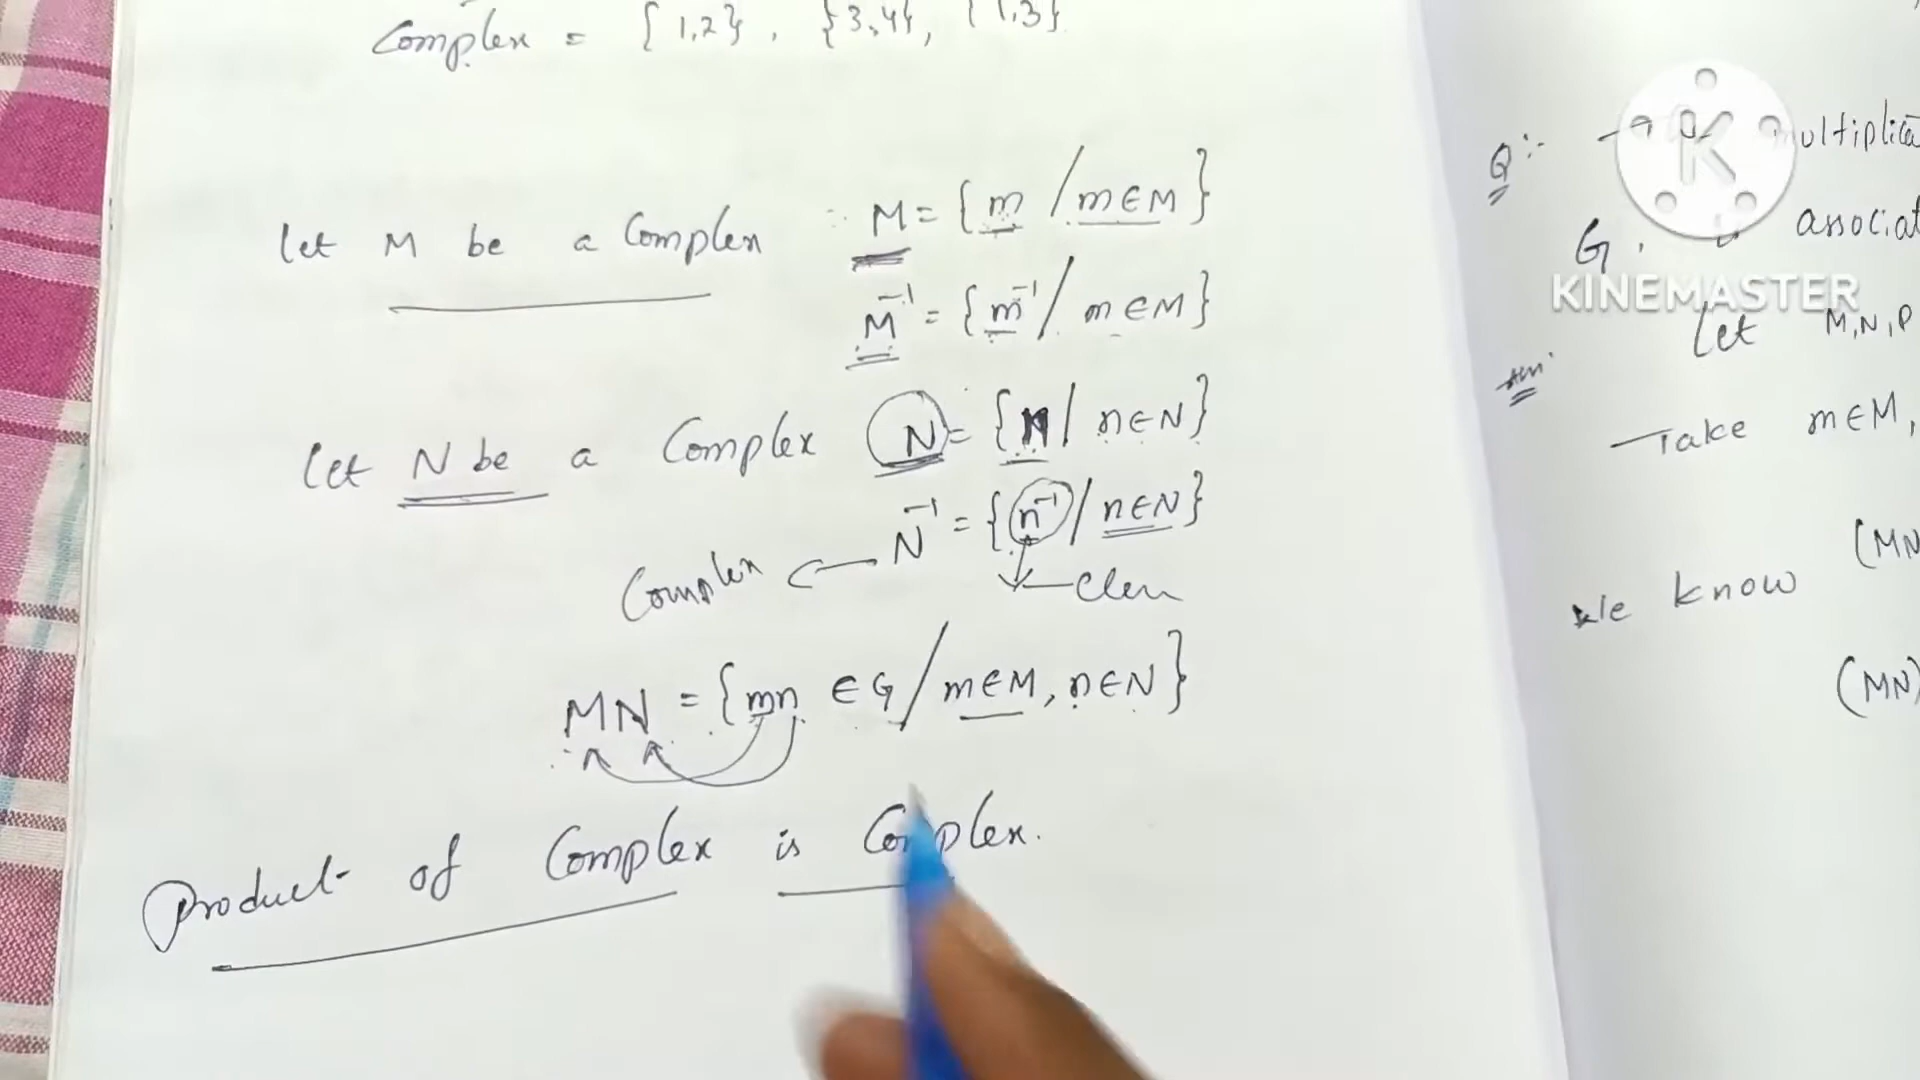 Complex = {1,2}, {3,4}, {1,3}
Let M be a Complex M = {m / m∈M}
M⁻¹ = {m⁻¹ / m∈M}
Let N be a Complex N = {n / n∈N}
N⁻¹ = {n⁻¹ / n∈N}
Complex Elem
MN = {mn ∈ G / m∈M, n∈N}
Product of Complex is Complex.
Q:- ultiplica
G, associat
KINEMASTER
Let M,N,P
Take m∈M,
(MN
We know
(MN)